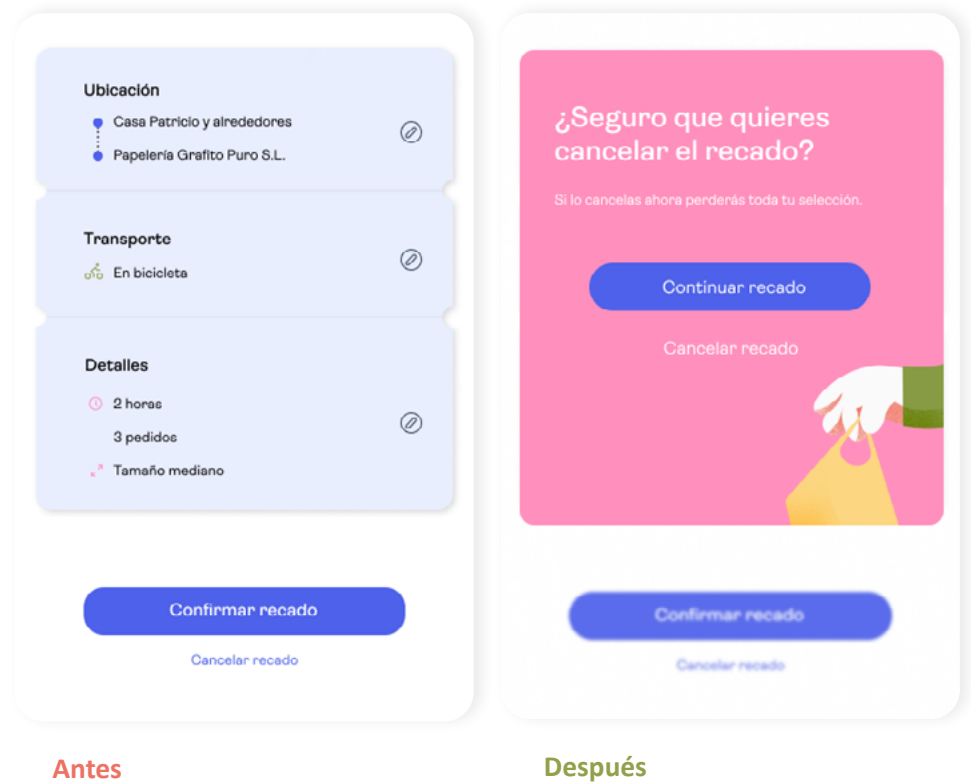 Ubicación
Casa Patricio y alrededores
Papelería Grafito Puro S.L.
Transporte
En bicicleta
Detalles
2 horas
3 pedidos
Tamaño mediano
Confirmar recado
Cancelar recado
Antes
¿Seguro que quieres
cancelar el recado?
Si lo cancelas ahora perderás toda tu selección.
Continuar recado
Cancelar recado
Confirmar recado
Cancelar recado
Después